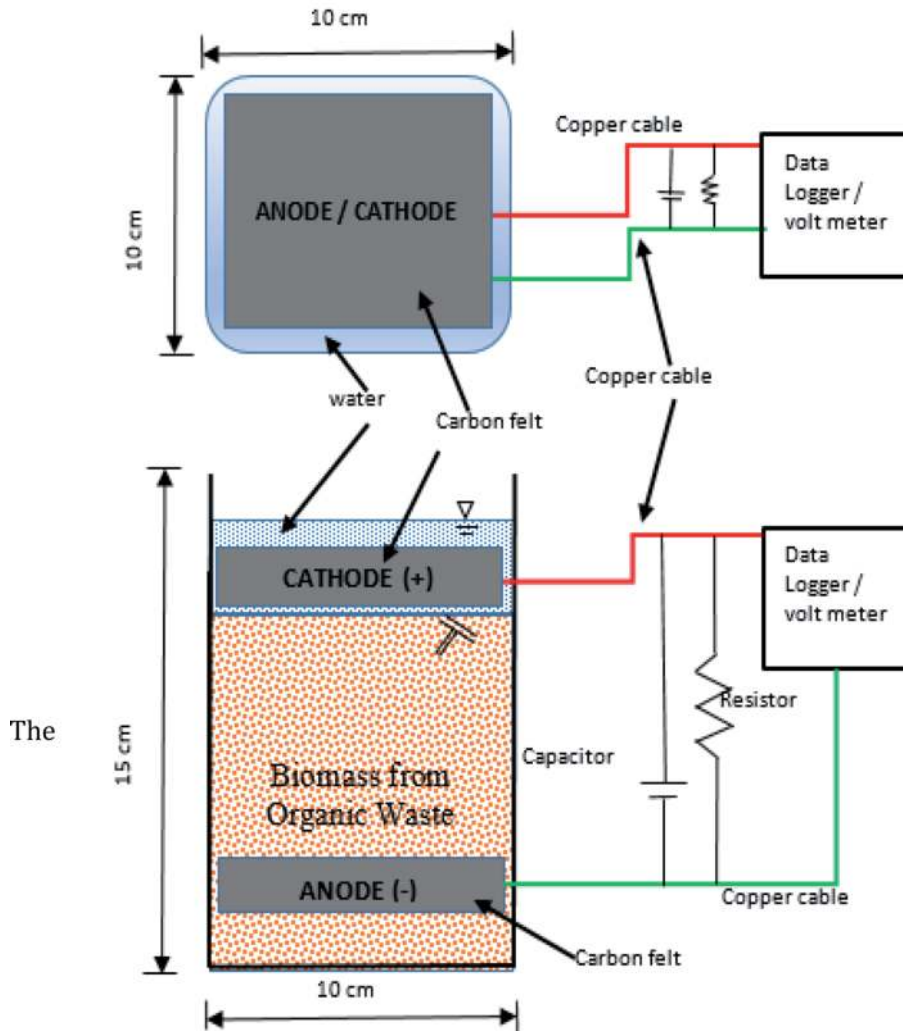 10 cm
10 cm
ANODE / CATHODE
Copper cable
Data
Logger /
volt meter
water
Carbon felt
Copper cable
15 cm
CATHODE (+)
Data
Logger /
volt meter
Resistor
The
Capacitor
Biomass from
Organic Waste
ANODE (-)
Copper cable
Carbon felt
10 cm